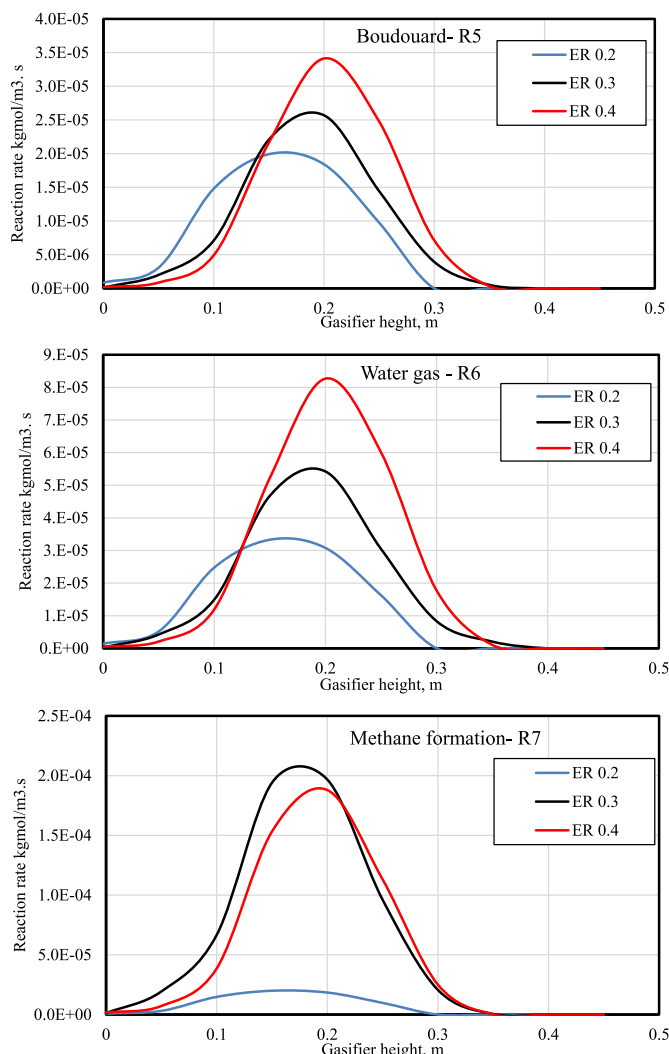 Boudouard- R5
Reaction rate kgmol/m3. s
4.0E-05
3.5E-05
3.0E-05
2.5E-05
2.0E-05
1.5E-05
1.0E-05
5.0E-06
0.0E+00
ER 0.2
ER 0.3
ER 0.4
0
0.1
0.2
0.3
0.4
0.5
Gasifier heght, m
Water gas - R6
Reaction rate kgmol/m3. s
9.E-05
8.E-05
7.E-05
6.E-05
5.E-05
4.E-05
3.E-05
2.E-05
1.E-05
0.E+00
ER 0.2
ER 0.3
ER 0.4
0
0.1
0.2
0.3
0.4
0.5
Gasifier height, m
Methane formation- R7
Reaction rate kgmol/m3.s
2.5E-04
2.0E-04
1.5E-04
1.0E-04
5.0E-05
0.0E+00
ER 0.2
ER 0.3
ER 0.4
0
0.1
0.2
0.3
0.4
0.5
Gasifier height, m